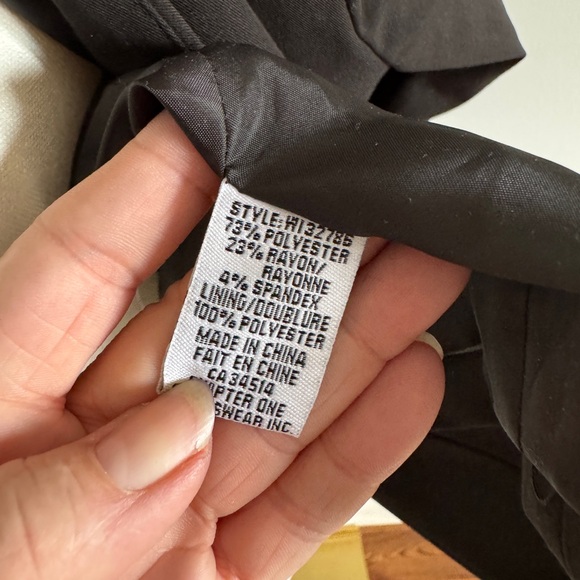 STYLE: HT32786
73% POLYESTER
23% RAYON/
RAYONNE
4% SPANDEX
LINING/DOUBLURE
100% POLYESTER
MADE IN CHINA
FAIT EN CHINE
CA 34514
ONE
INC.